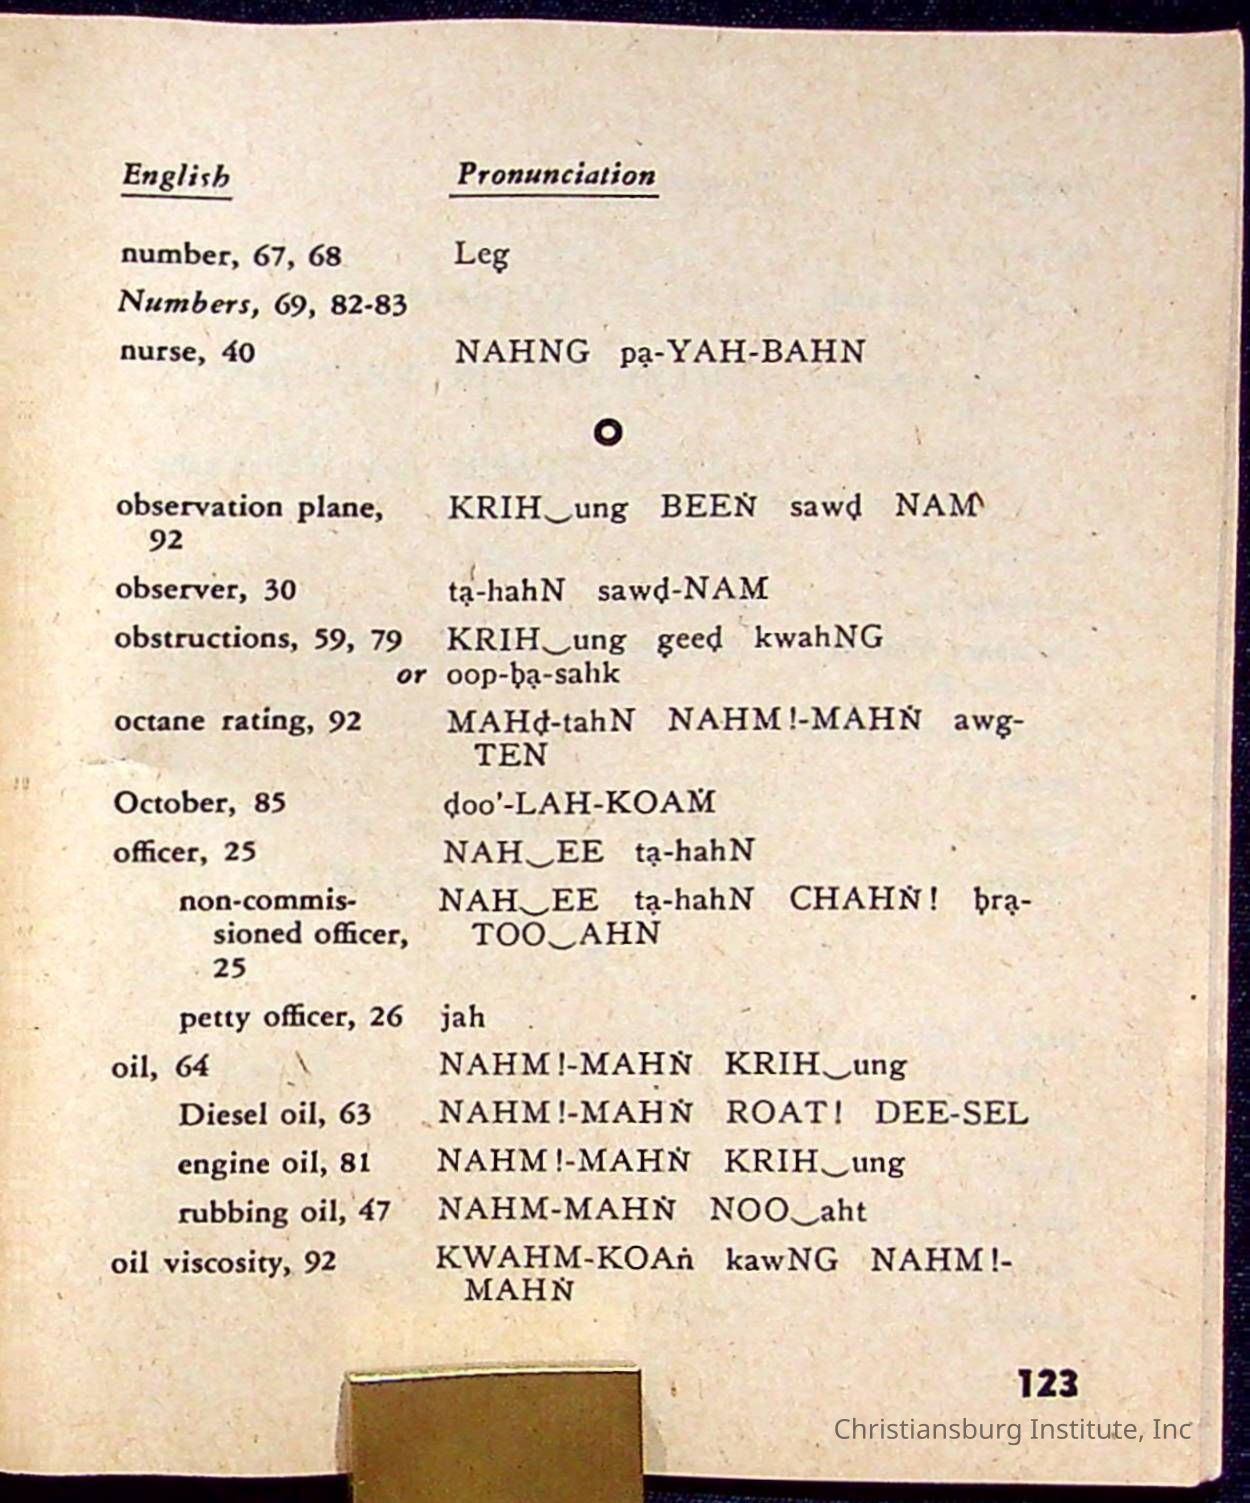 English Pronunciation
number, 67, 68 Leg̣
Numbers, 69, 82-83
nurse, 40 NAHNG pạ-YAH-BAHN
O
observation plane, KRIH‿ung BEEṄ sawḍ NAM
92
observer, 30 tạ-hahN sawḍ-NAM
obstructions, 59, 79 KRIH‿ung g̣eeḍ kwahNG
or oop-ḅạ-sahk
octane rating, 92 MAHḍ-tahN NAHM!-MAHṄ awg̣-
TEN
October, 85 ḍoo'-LAH-KOAṀ
officer, 25 NAH‿EE tạ-hahN
non-commis- NAH‿EE tạ-hahN CHAHṄ! ḅrạ-
sioned officer, TOO‿AHN
25
petty officer, 26 jah
oil, 64 NAHM!-MAHṄ KRIH‿ung
Diesel oil, 63 NAHM!-MAHṄ ROAT! DEE-SEL
engine oil, 81 NAHM!-MAHṄ KRIH‿ung
rubbing oil, 47 NAHM-MAHṄ NOO‿aht
oil viscosity, 92 KWAHM-KOAṅ kawNG NAHM!-
MAHṄ
123
Christiansburg Institute, Inc